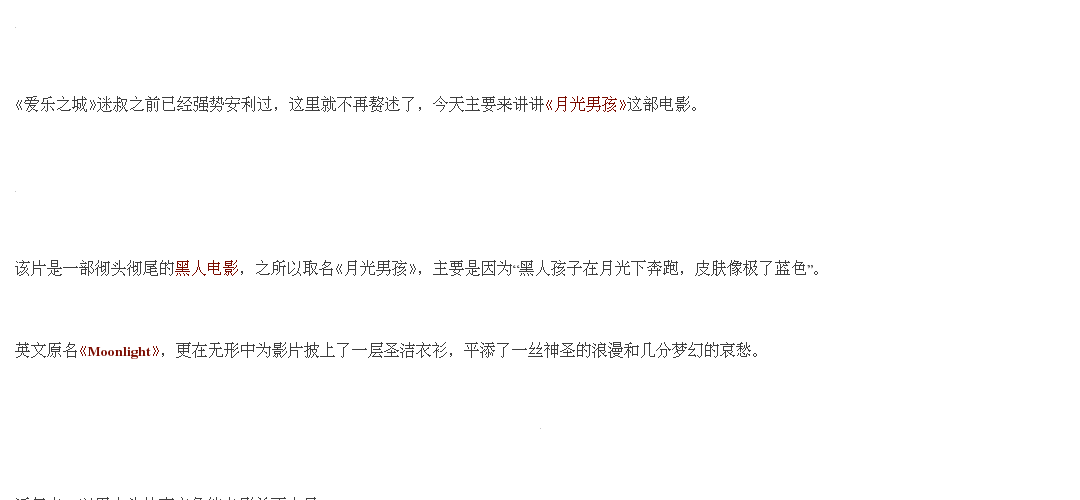 《爱乐之城》迷叔之前已经强势安利过，这里就不再赘述了，今天主要来讲讲《月光男孩》这部电影。
该片是一部彻头彻尾的黑人电影，之所以取名《月光男孩》，主要是因为“黑人孩子在月光下奔跑，皮肤像极了蓝色”。
英文原名《Moonlight》，更在无形中为影片披上了一层圣洁衣衫，平添了一丝神圣的浪漫和几分梦幻的哀愁。